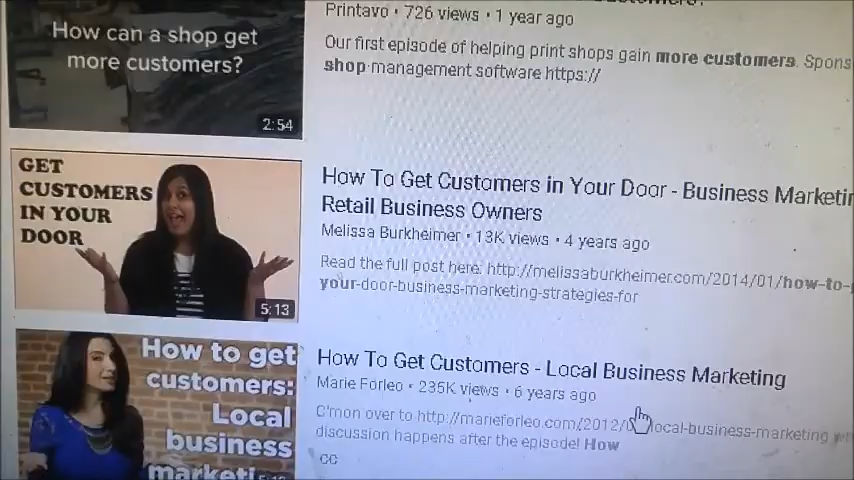 How can a shop get
more customers?
2:54
Printavo • 726 views • 1 year ago
Our first episode of helping print shops gain more customers. Spons
shop management software https://
GET
CUSTOMERS
IN YOUR
DOOR
5:13
How To Get Customers in Your Door - Business Marketin
Retail Business Owners
Melissa Burkheimer • 13K views • 4 years ago
Read the full post here: http://melissaburkheimer.com/2014/01/how-to-
your-door-business-marketing-strategies-for
How to get
customers:
Local
business
marketi
How To Get Customers - Local Business Marketing
Marie Forleo • 235K views • 6 years ago
C'mon over to http://marieforleo.com/2012/ local-business-marketing
discussion happens after the episode! How
CC